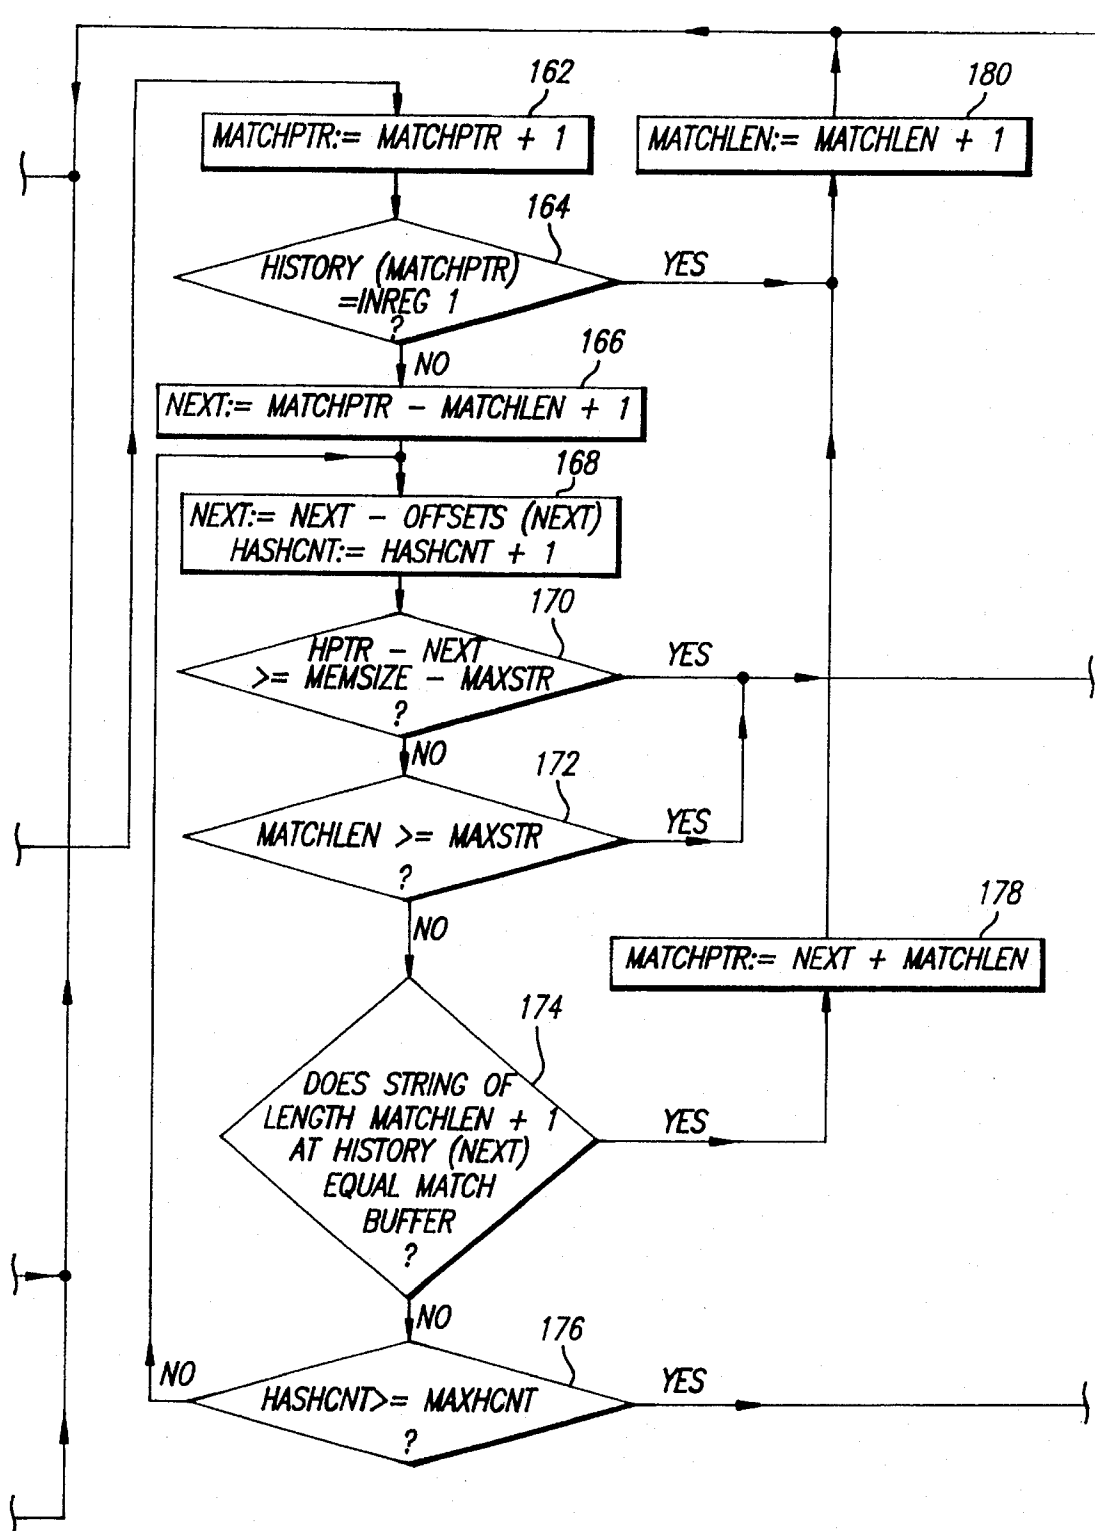 162
180
MATCHPTR:= MATCHPTR + 1
MATCHLEN:= MATCHLEN + 1
164
HISTORY (MATCHPTR)
=INREG 1
?
YES
NO
166
NEXT:= MATCHPTR - MATCHLEN + 1
168
NEXT:= NEXT - OFFSETS (NEXT)
HASHCNT:= HASHCNT + 1
170
HPTR - NEXT
>= MEMSIZE - MAXSTR
?
YES
NO
172
MATCHLEN >= MAXSTR
?
YES
NO
178
MATCHPTR:= NEXT + MATCHLEN
174
DOES STRING OF
LENGTH MATCHLEN + 1
AT HISTORY (NEXT)
EQUAL MATCH
BUFFER
?
YES
NO
176
NO
HASHCNT>= MAXHCNT
?
YES